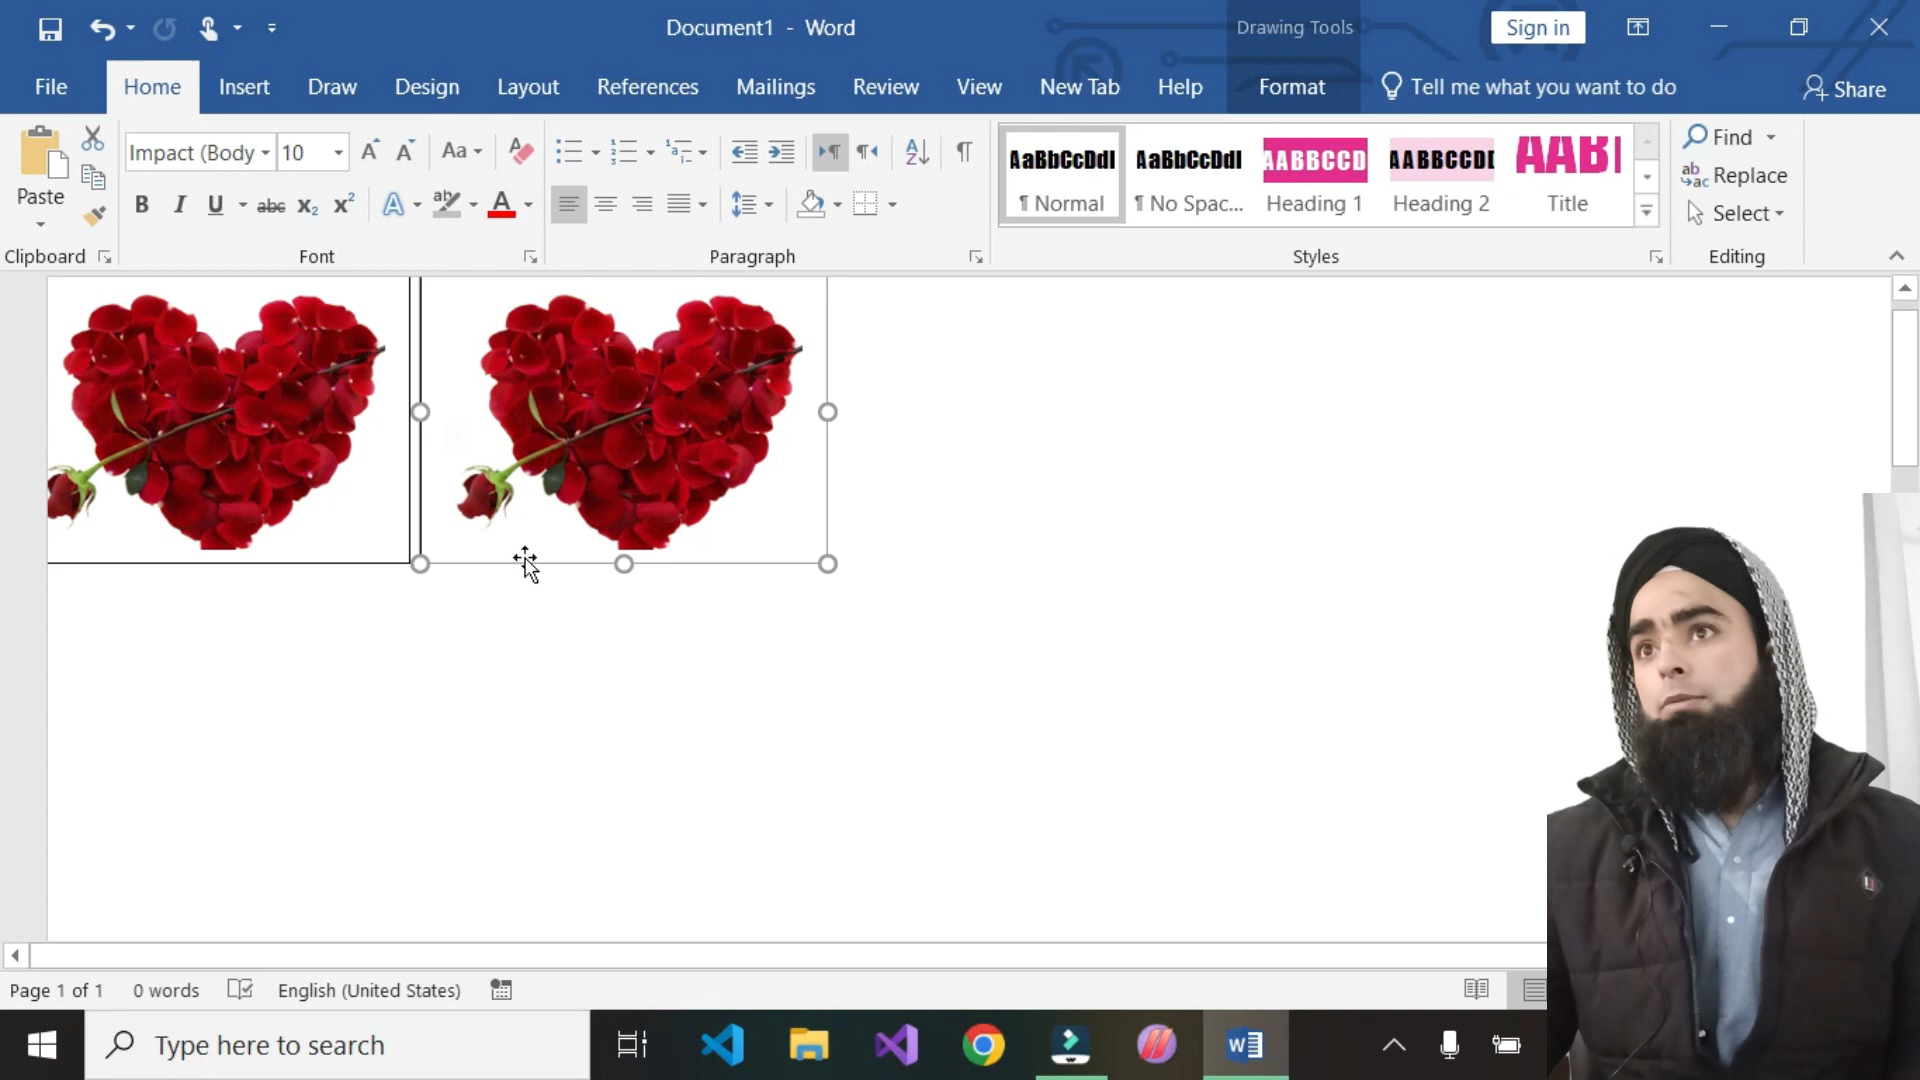 Document1 - Word
Drawing Tools
Sign in
File
Home
Insert
Draw
Design
Layout
References
Mailings
Review
View
New Tab
Help
Format
Tell me what you want to do
Share
Paste
Clipboard
Impact (Body
10
Aa
B I U abc x₂ x²
A
Font
Paragraph
AaBbCcDdI
¶ Normal
AaBbCcDdI
¶ No Spac...
AABBCCD
Heading 1
AABBCCDI
Heading 2
AABI
Title
Styles
Find
Replace
Select
Editing
Page 1 of 1
0 words
English (United States)
Type here to search